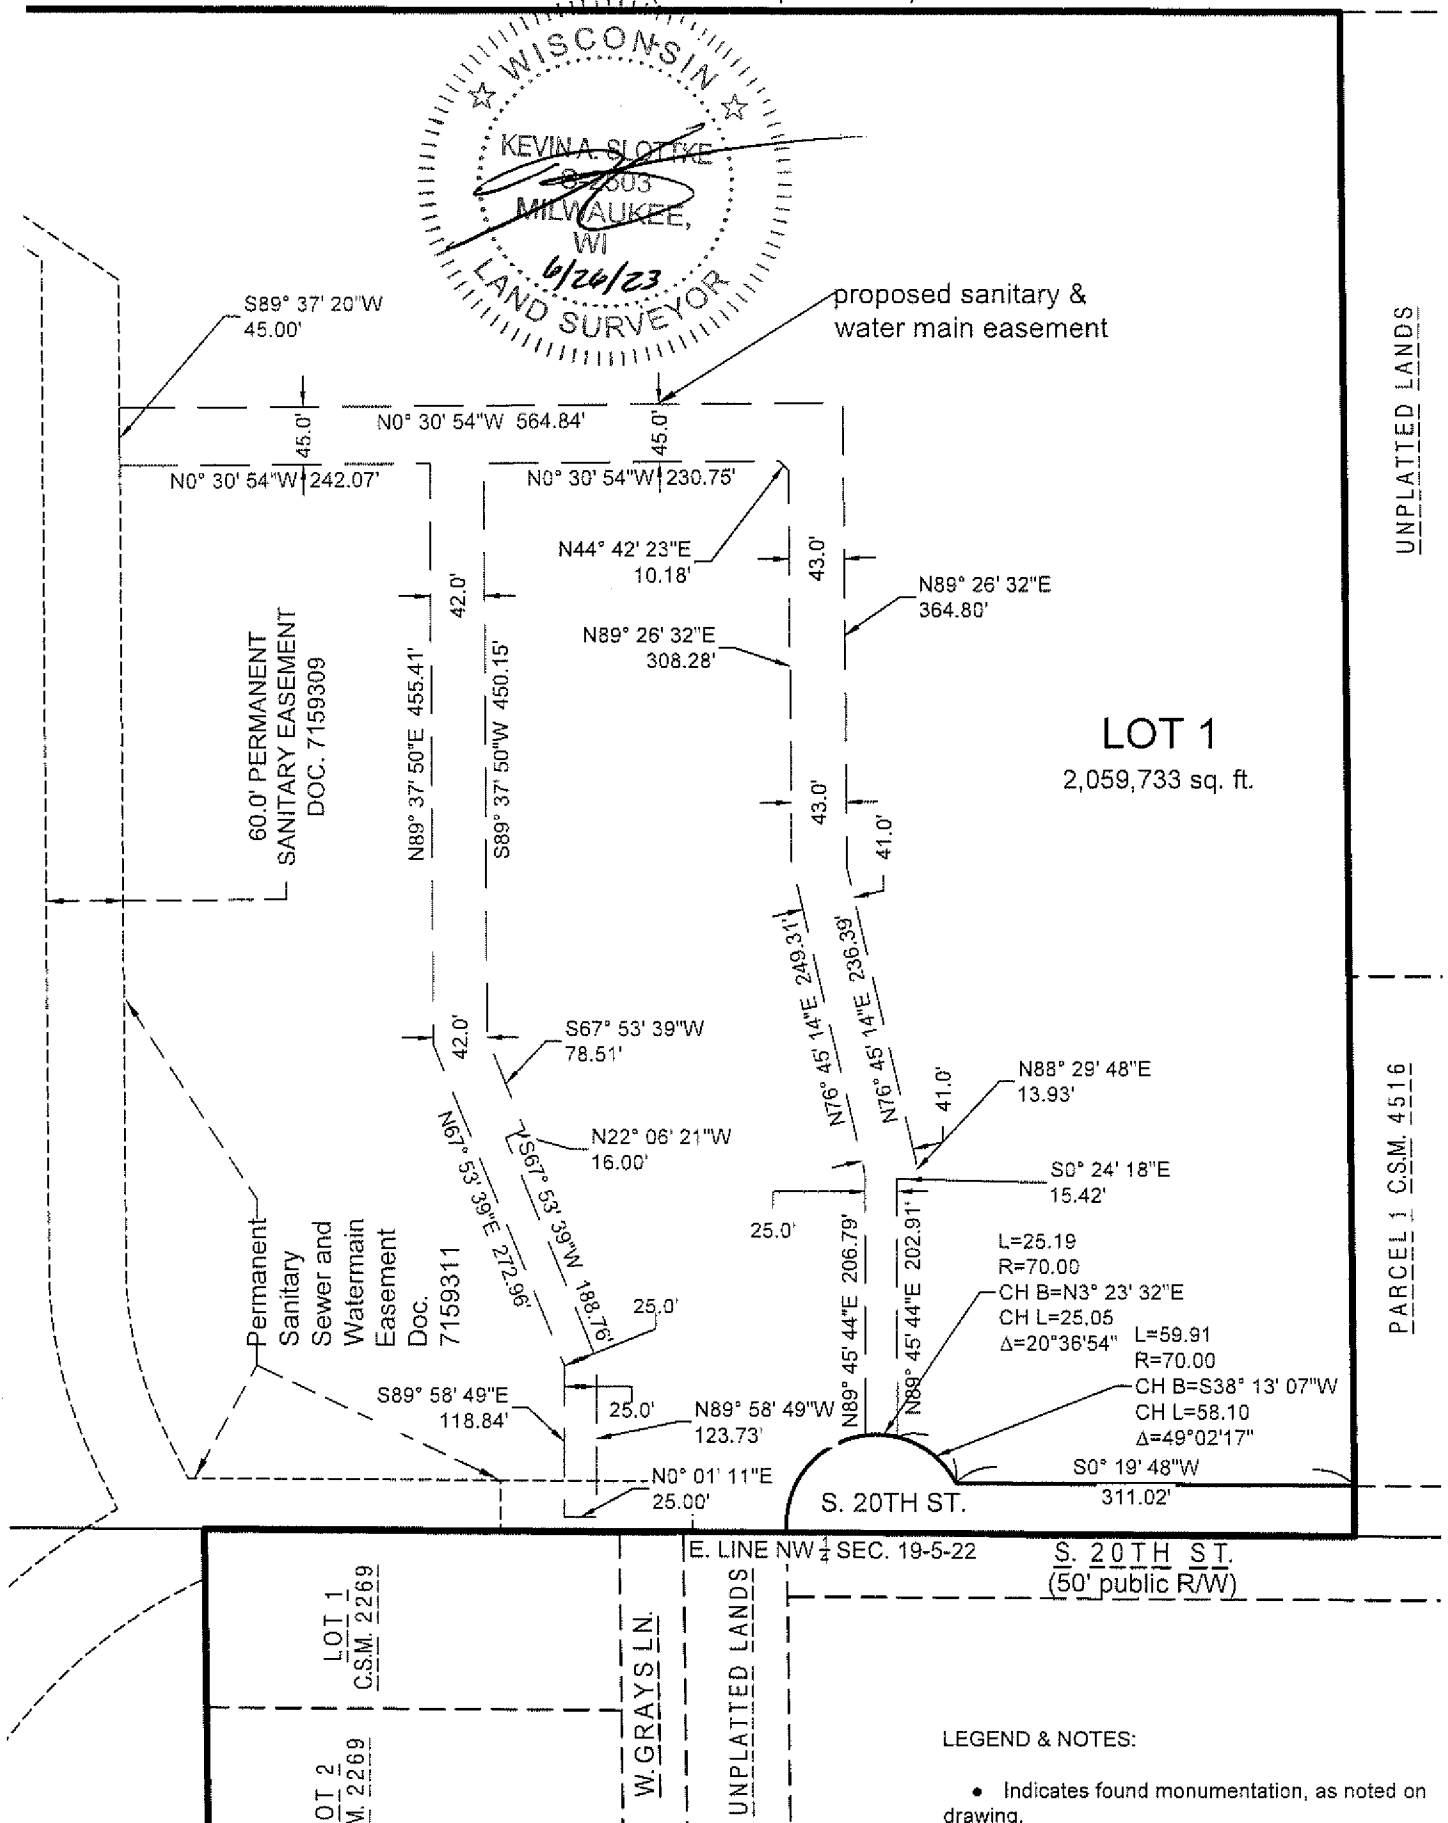 WISCONSIN
KEVIN A. SLOTTKE
S-2503
MILWAUKEE,
WI
6/26/23
LAND SURVEYOR
S89° 37' 20"W
45.00'
proposed sanitary &
water main easement
UNPLATTED LANDS
N0° 30' 54"W 564.84'
45.0'
45.0'
N0° 30' 54"W 242.07'
N0° 30' 54"W 230.75'
N44° 42' 23"E
10.18'
43.0'
N89° 26' 32"E
364.80'
42.0'
N89° 26' 32"E
308.28'
60.0' PERMANENT
SANITARY EASEMENT
DOC. 7159309
N89° 37' 50"E 455.41'
S89° 37' 50"W 450.15'
LOT 1
2,059,733 sq. ft.
43.0'
41.0'
N76° 45' 14"E 249.31'
N76° 45' 14"E 236.39'
42.0'
S67° 53' 39"W
78.51'
N88° 29' 48"E
13.93'
41.0'
N22° 06' 21"W
16.00'
N67° 53' 39"E 272.96'
S67° 53' 39"W 188.76'
S0° 24' 18"E
15.42'
25.0'
PARCEL 1 C.S.M. 4516
Permanent
Sanitary
Sewer and
Watermain
Easement
Doc.
7159311
N89° 45' 44"E 206.79'
N89° 45' 44"E 202.91'
L=25.19
R=70.00
CH B=N3° 23' 32"E
CH L=25.05
Δ=20°36'54"
L=59.91
R=70.00
CH B=S38° 13' 07"W
CH L=58.10
Δ=49°02'17"
25.0'
S89° 58' 49"E
118.84'
25.0'
N89° 58' 49"W
123.73'
N0° 01' 11"E
25.00'
S0° 19' 48"W
311.02'
S. 20TH ST.
E. LINE NW 1/4 SEC. 19-5-22
S. 20TH ST.
(50' public R/W)
LOT 1
C.S.M. 2269
W. GRAYS LN.
UNPLATTED LANDS
OT 2
M. 2269
LEGEND & NOTES:
• Indicates found monumentation, as noted on
drawing.